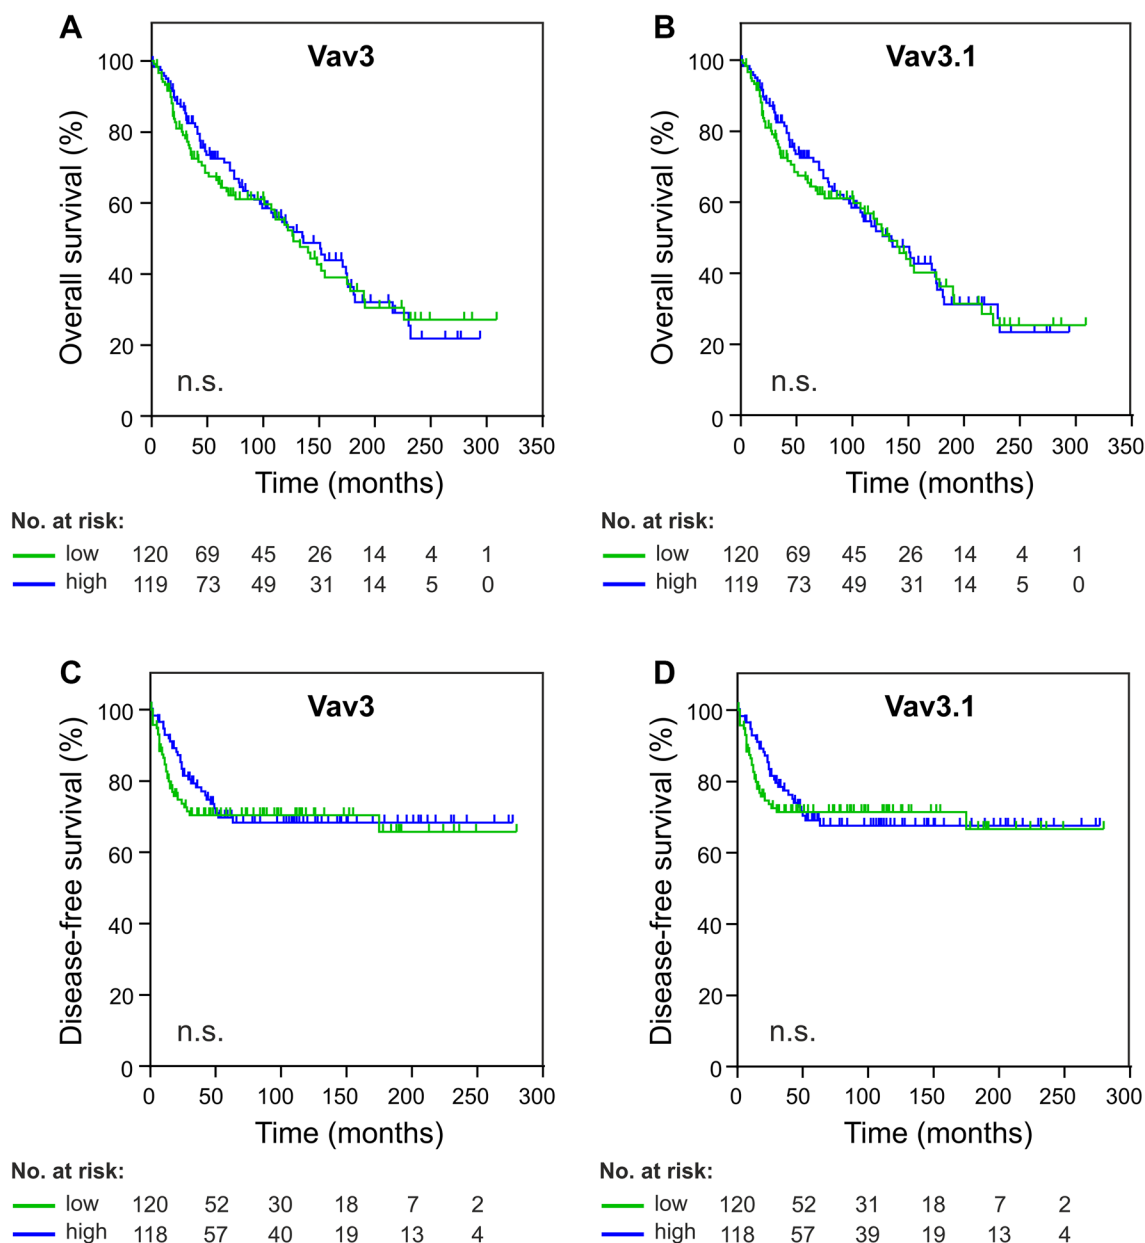 A
Vav3
Overall survival (%)
100
80
60
40
20
0
n.s.
0 50 100 150 200 250 300 350
Time (months)
No. at risk:
low 120 69 45 26 14 4 1
high 119 73 49 31 14 5 0
B
Vav3.1
Overall survival (%)
100
80
60
40
20
0
n.s.
0 50 100 150 200 250 300 350
Time (months)
No. at risk:
low 120 69 45 26 14 4 1
high 119 73 49 31 14 5 0
C
Vav3
Disease-free survival (%)
100
80
60
40
20
0
n.s.
0 50 100 150 200 250 300
Time (months)
No. at risk:
low 120 52 30 18 7 2
high 118 57 40 19 13 4
D
Vav3.1
Disease-free survival (%)
100
80
60
40
20
0
n.s.
0 50 100 150 200 250 300
Time (months)
No. at risk:
low 120 52 31 18 7 2
high 118 57 39 19 13 4